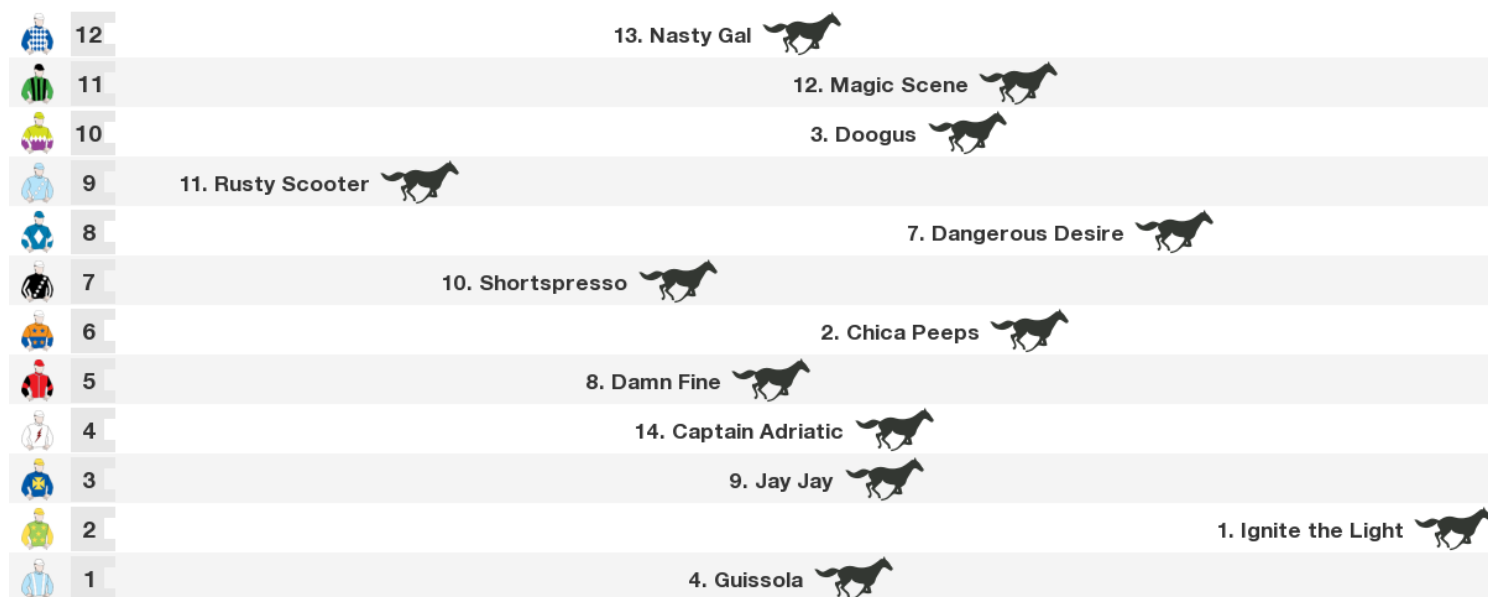 12 13. Nasty Gal
11 12. Magic Scene
10 3. Doogus
9 11. Rusty Scooter
8 7. Dangerous Desire
7 10. Shortspresso
6 2. Chica Peeps
5 8. Damn Fine
4 14. Captain Adriatic
3 9. Jay Jay
2 1. Ignite the Light
1 4. Guissola